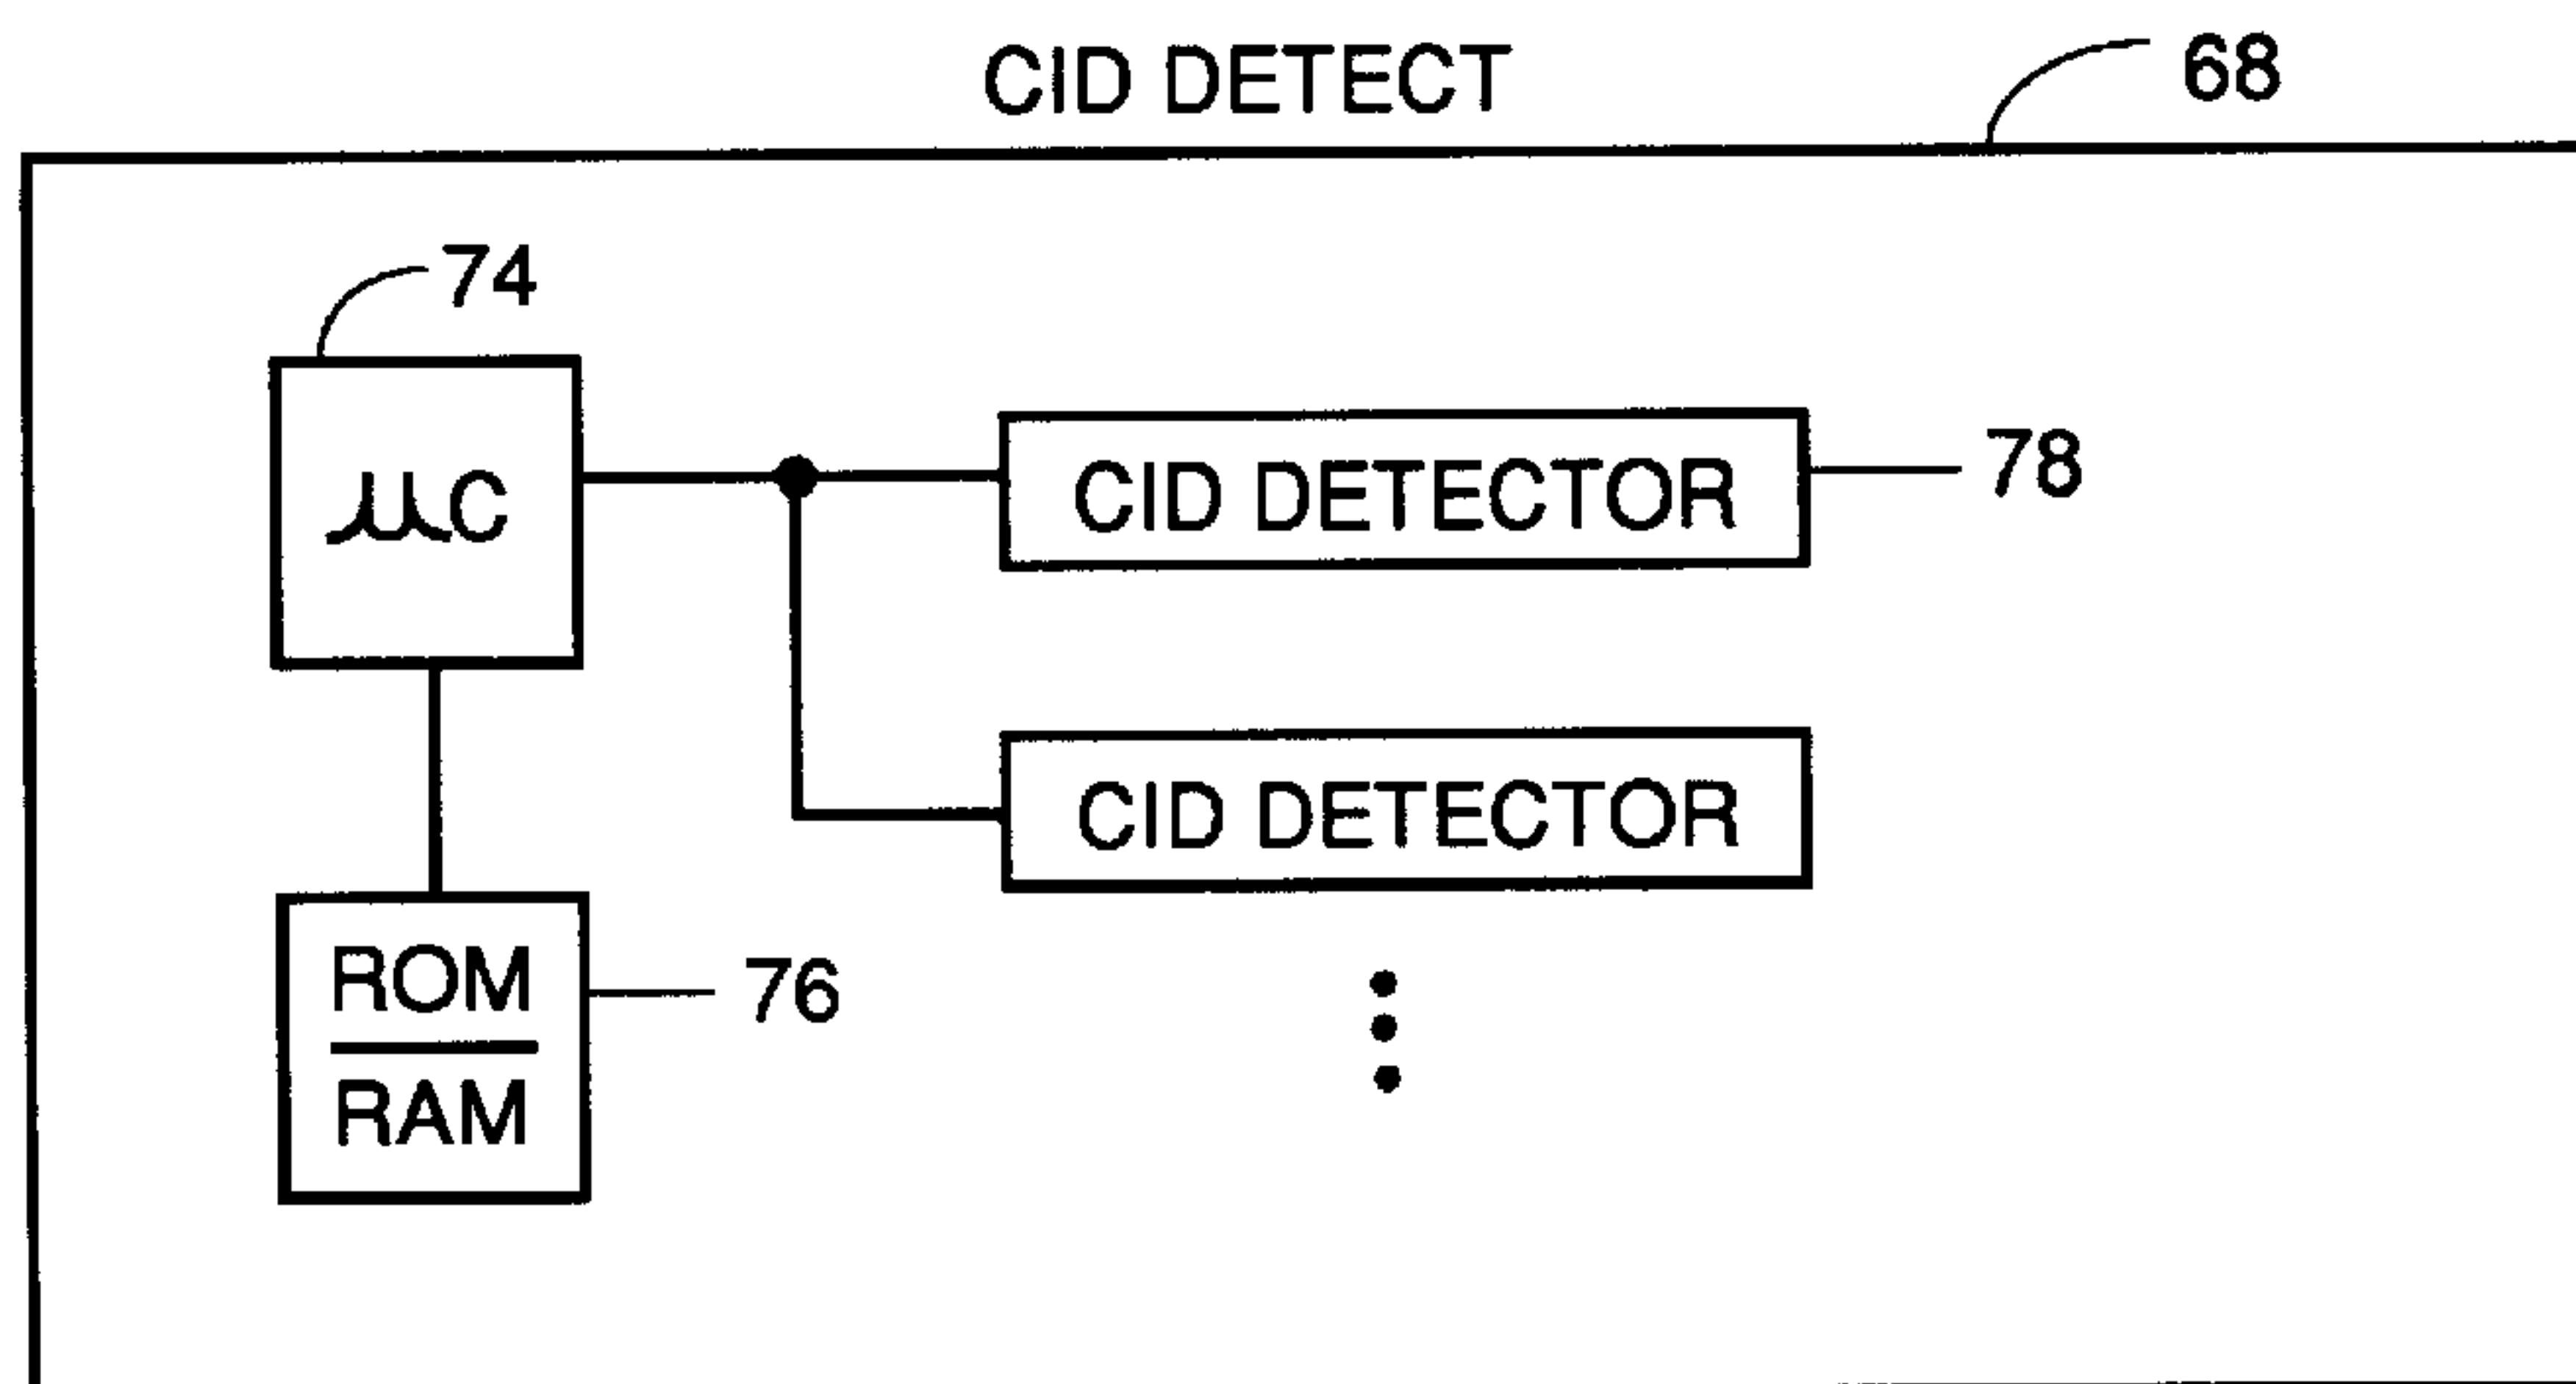 CID DETECT
68
74
μC
CID DETECTOR
78
CID DETECTOR
ROM
RAM
76